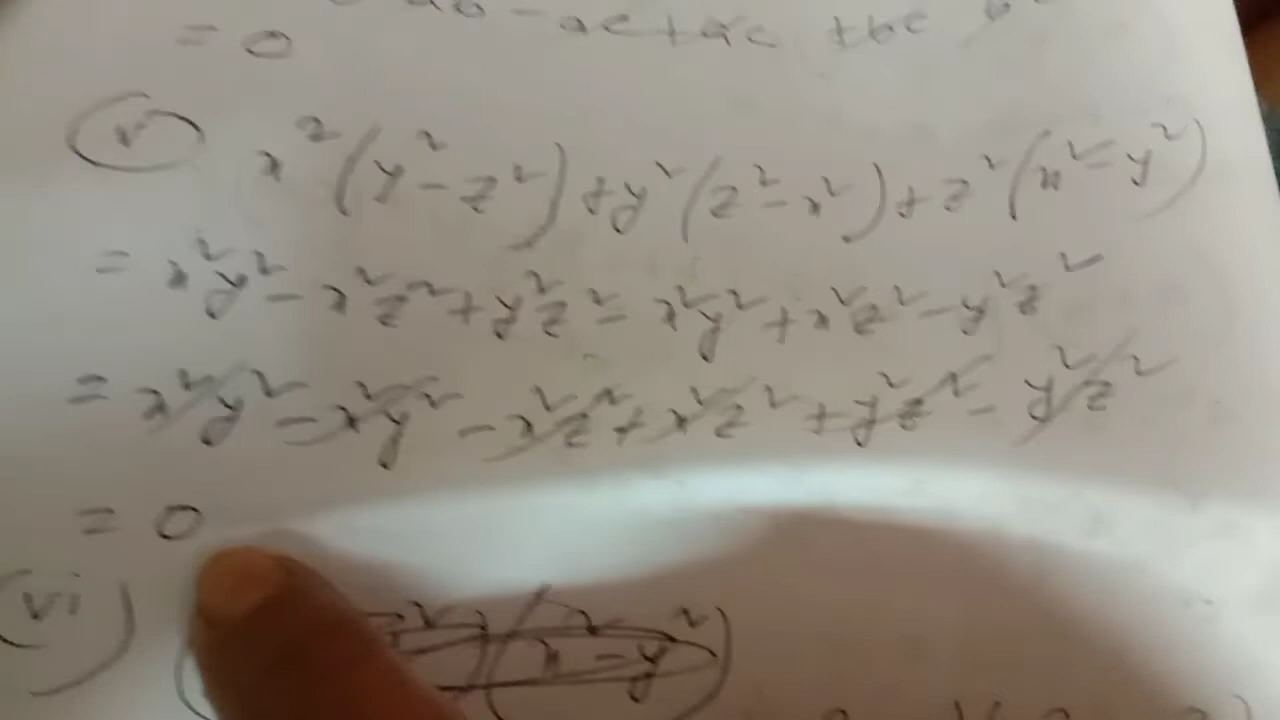 = 0
(v) x²(y²-z²)+y²(z²-x²)+z²(x²-y²)
= x²y²-x²z²+y²z²-x²y²+x²z²-y²z²
= x²y²-x²y²-x²z²+x²z²+y²z²-y²z²
= 0
(vi)